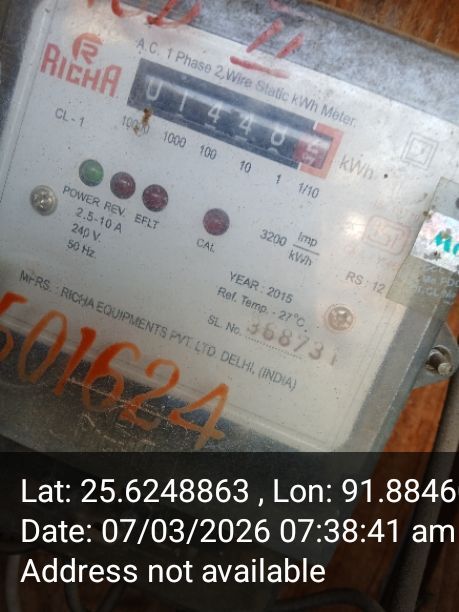 RICHA
A.C. 1 Phase 2,Wire Static kWh Meter.
kWh
CL - 1
10000 1000 100 10 1 1/10
POWER REV. EFLT
CAL.
2.5-10 A
240 V.
50 Hz.
3200 Imp
kWh
YEAR : 2015
Ref. Temp. - 27°C.
RS : 12
SL. No.
MFRS. : RICHA EQUIPMENTS PVT. LTD. DELHI, (INDIA)
501624
Lat: 25.6248863 , Lon: 91.8846
Date: 07/03/2026 07:38:41 am
Address not available